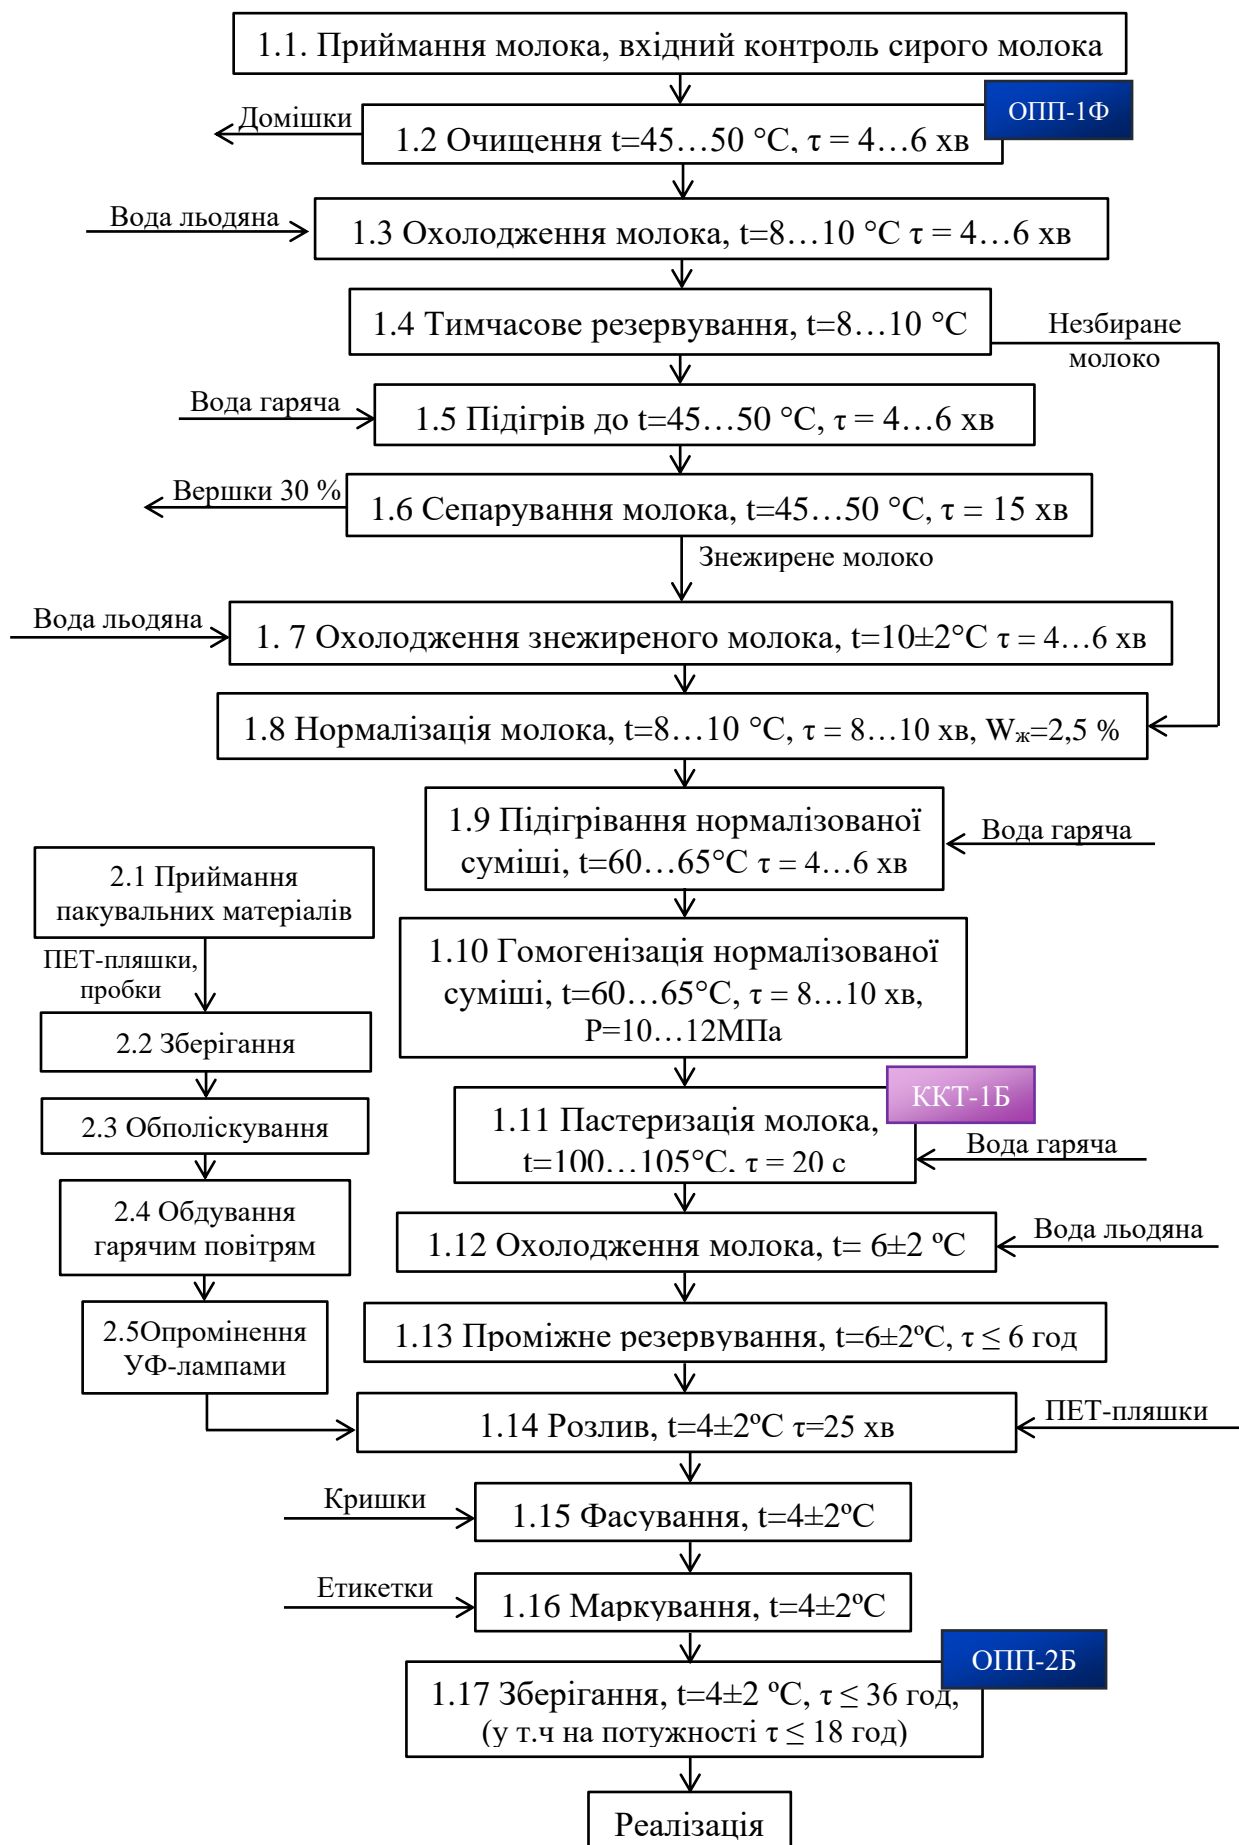 1.1. Приймання молока, вхідний контроль сирого молока
ОПП-1Ф
Домішки
1.2 Очищення t=45…50 °С, τ = 4…6 хв
Вода льодяна
1.3 Охолодження молока, t=8…10 °С τ = 4…6 хв
1.4 Тимчасове резервування, t=8…10 °С
Незбиране
молоко
Вода гаряча
1.5 Підігрів до t=45…50 °С, τ = 4…6 хв
Вершки 30 %
1.6 Сепарування молока, t=45…50 °С, τ = 15 хв
Знежирене молоко
Вода льодяна
1. 7 Охолодження знежиреного молока, t=10±2°С τ = 4…6 хв
1.8 Нормалізація молока, t=8…10 °С, τ = 8…10 хв, Wж=2,5 %
1.9 Підігрівання нормалізованої
суміші, t=60…65°С τ = 4…6 хв
Вода гаряча
2.1 Приймання
пакувальних матеріалів
ПЕТ-пляшки,
пробки
1.10 Гомогенізація нормалізованої
суміші, t=60…65°С, τ = 8…10 хв,
Р=10…12МПа
2.2 Зберігання
ККТ-1Б
2.3 Обполіскування
1.11 Пастеризація молока,
t=100…105°С, τ = 20 с
Вода гаряча
2.4 Обдування
гарячим повітрям
1.12 Охолодження молока, t= 6±2 ºС
Вода льодяна
2.5Опромінення
УФ-лампами
1.13 Проміжне резервування, t=6±2ºС, τ ≤ 6 год
1.14 Розлив, t=4±2ºС τ=25 хв
ПЕТ-пляшки
Кришки
1.15 Фасування, t=4±2ºС
Етикетки
1.16 Маркування, t=4±2ºС
ОПП-2Б
1.17 Зберігання, t=4±2 ºС, τ ≤ 36 год,
(у т.ч на потужності τ ≤ 18 год)
Реалізація